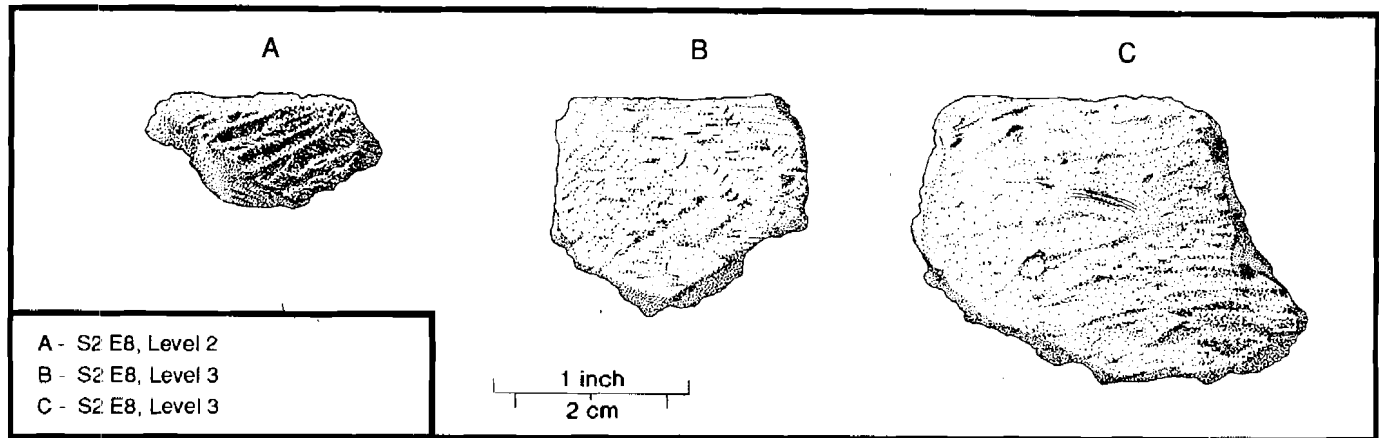 A
B
C
A - S2 E8, Level 2
B - S2 E8, Level 3
C - S2 E8, Level 3
1 inch
2 cm